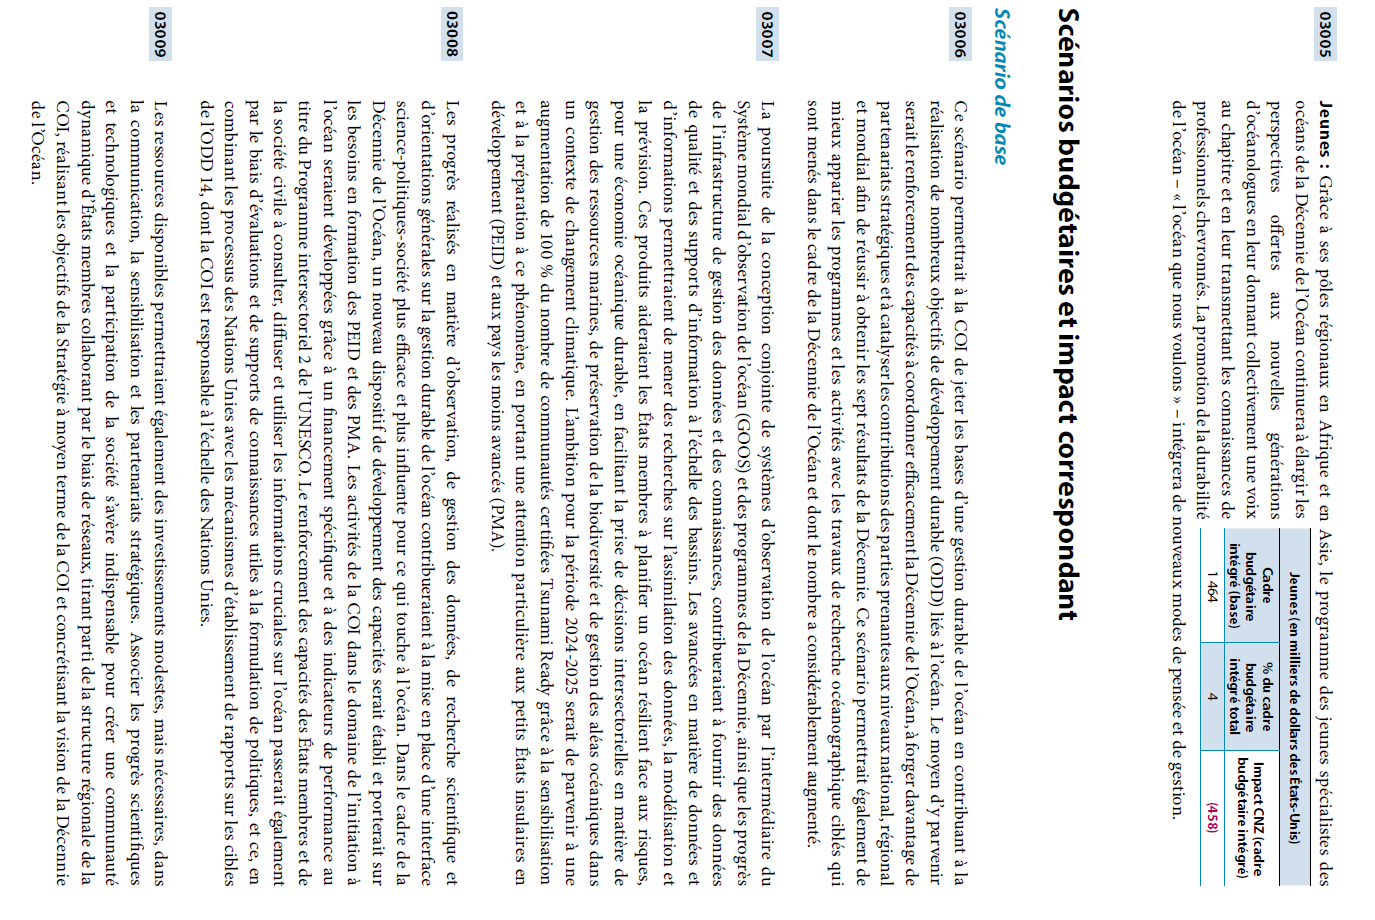 03005
Jeunes : Grâce à ses pôles régionaux en Afrique et en Asie, le programme des jeunes spécialistes des
océans de la Décennie de l'Océan continuera à élargir les
perspectives offertes aux nouvelles générations
d'océanologues en leur donnant collectivement une voix
au chapitre et en leur transmettant les connaissances de
professionnels chevronnés. La promotion de la durabilité
de l'océan – « l'océan que nous voulons » – intégrera de nouveaux modes de pensée et de gestion.
Jeunes (en milliers de dollars des États-Unis)
Cadre
budgétaire
intégré (base)
% du cadre
budgétaire
intégré total
Impact CNZ (cadre
budgétaire intégré)
1 464
4
(458)
Scénarios budgétaires et impact correspondant
Scénario de base
03006
Ce scénario permettrait à la COI de jeter les bases d'une gestion durable de l'océan en contribuant à la
réalisation de nombreux objectifs de développement durable (ODD) liés à l'océan. Le moyen d'y parvenir
serait le renforcement des capacités à coordonner efficacement la Décennie de l'Océan, à forger davantage de
partenariats stratégiques et à catalyser les contributions des parties prenantes aux niveaux national, régional
et mondial afin de réussir à obtenir les sept résultats de la Décennie. Ce scénario permetrait également de
mieux apparier les programmes et les activités avec les travaux de recherche océanographique ciblés qui
sont menés dans le cadre de la Décennie de l'Océan et dont le nombre a considérablement augmenté.
03007
La poursuite de la conception conjointe de systèmes d'observation de l'océan par l'intermédiaire du
Système mondial d'observation de l'océan (GOOS) et des programmes de la Décennie, ainsi que les progrès
de l'infrastructure de gestion des données et des connaissances, contribueraient à fournir des données
de qualité et des supports d'information à l'échelle des bassins. Les avancées en matière de données et
d'informations permettraient de mener des recherches sur l'assimilation des données, la modélisation et
la prévision. Ces produits aideraient les États membres à planifier un océan résilient face aux risques,
pour une économie océanique durable, en facilitant la prise de décisions intersectorielles en matière de
gestion des ressources marines, de préservation de la biodiversité et de gestion des aléas océaniques dans
un contexte de changement climatique. L'ambition pour la période 2024-2025 serait de parvenir à une
augmentation de 100 % du nombre de communautés certifiées Tsunami Ready grâce à la sensibilisation
et à la préparation à ce phénomène, en portant une attention particulière aux petits États insulaires en
développement (PEID) et aux pays les moins avancés (PMA).
03008
Les progrès réalisés en matière d'observation, de gestion des données, de recherche scientifique et
d'orientations générales sur la gestion durable de l'océan contribueraient à la mise en place d'une interface
science-politiques-société plus efficace et plus influente pour ce qui touche à l'océan. Dans le cadre de la
Décennie de l'Océan, un nouveau dispositif de développement des capacités serait établi et porterait sur
les besoins en formation des PEID et des PMA. Les activités de la COI dans le domaine de l'initiation à
l'océan seraient développées grâce à un financement spécifique et à des indicateurs de performance au
titre du Programme intersectoriel 2 de l'UNESCO. Le renforcement des capacités des États membres et de
la société civile à consulter, diffuser et utiliser les informations cruciales sur l'océan passerait également
par le biais d'évaluations et de supports de connaissances utiles à la formulation de politiques, et ce, en
combinant les processus des Nations Unies avec les mécanismes d'établissement de rapports sur les cibles
de l'ODD 14, dont la COI est responsable à l'échelle des Nations Unies.
03009
Les ressources disponibles permettraient également des investissements modestes, mais nécessaires, dans
la communication, la sensibilisation et les partenariats stratégiques. Associer les progrès scientifiques
et technologiques et la participation de la société s'avère indispensable pour créer une communauté
dynamique d'États membres collaborant par le biais de réseaux, tirant parti de la structure régionale de la
COI, réalisant les objectifs de la Stratégie à moyen terme de la COI et concrétisant la vision de la Décennie
de l'Océan.